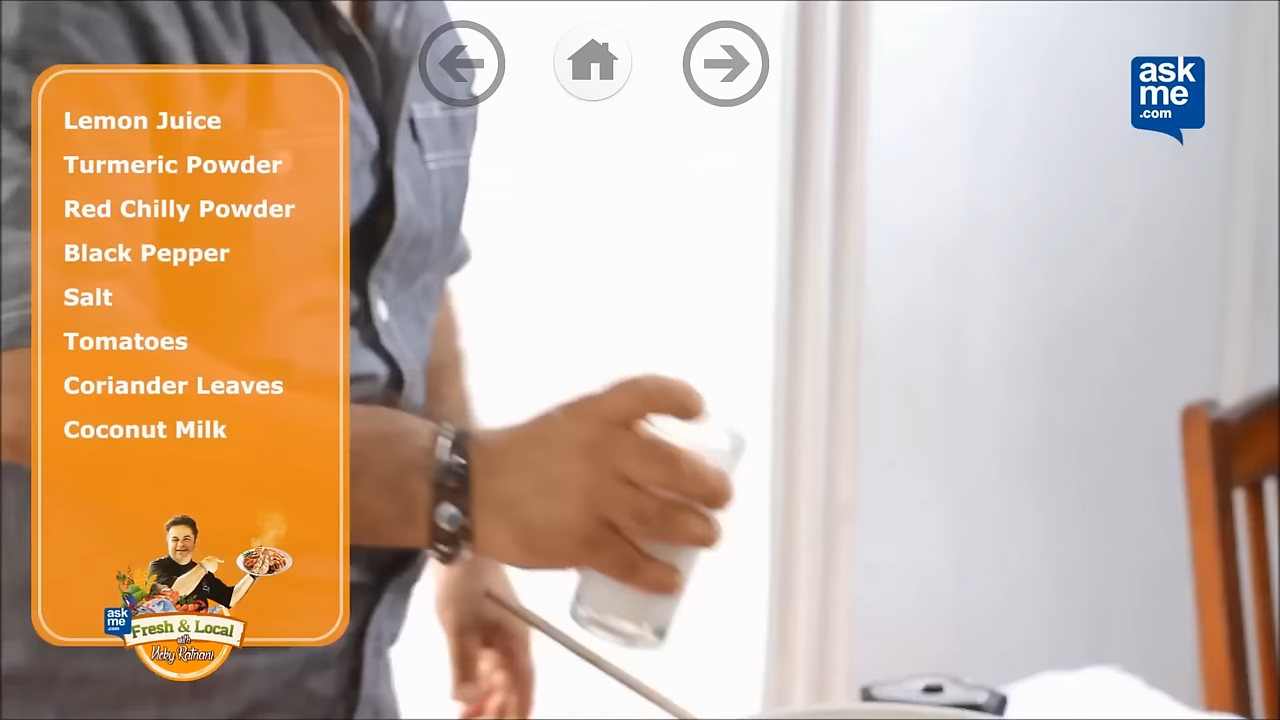 Lemon Juice
Turmeric Powder
Red Chilly Powder
Black Pepper
Salt
Tomatoes
Coriander Leaves
Coconut Milk
ask
me
.com
Fresh & Local
with
Vicky Ratnani
ask
me
.com